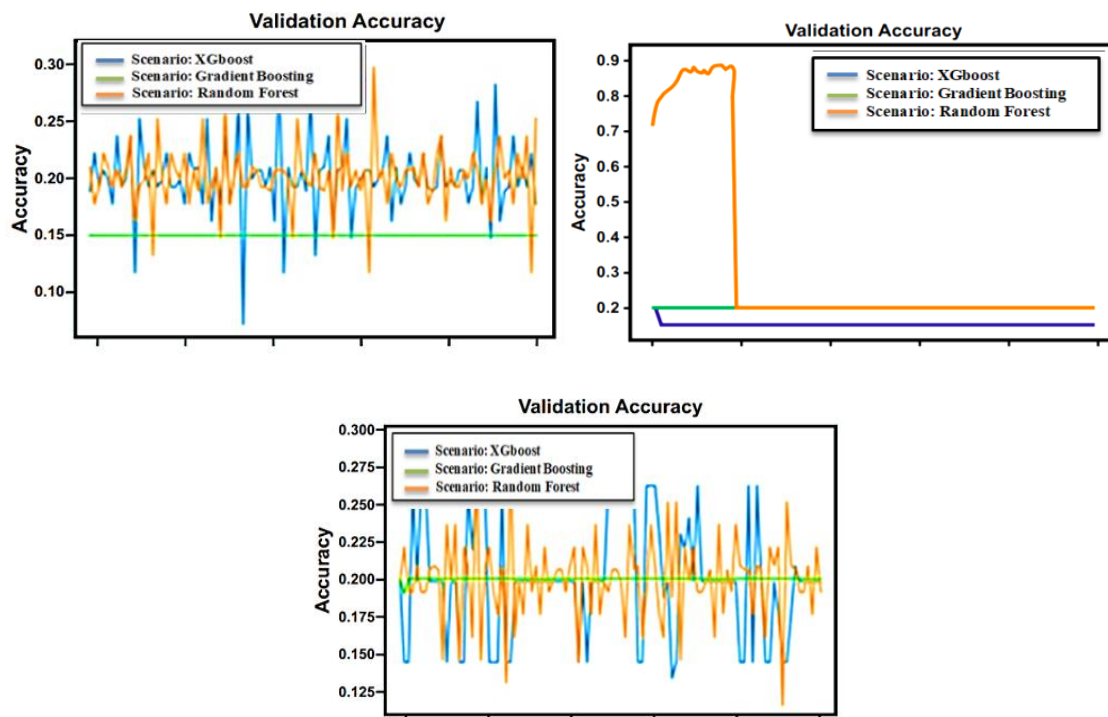 Validation Accuracy
Scenario: XGboost
Scenario: Gradient Boosting
Scenario: Random Forest
0.30
0.25
0.20
0.15
0.10
Accuracy
Validation Accuracy
Scenario: XGboost
Scenario: Gradient Boosting
Scenario: Random Forest
0.9
0.8
0.7
0.6
0.5
0.4
0.3
0.2
Accuracy
Validation Accuracy
Scenario: XGboost
Scenario: Gradient Boosting
Scenario: Random Forest
0.300
0.275
0.250
0.225
0.200
0.175
0.150
0.125
Accuracy